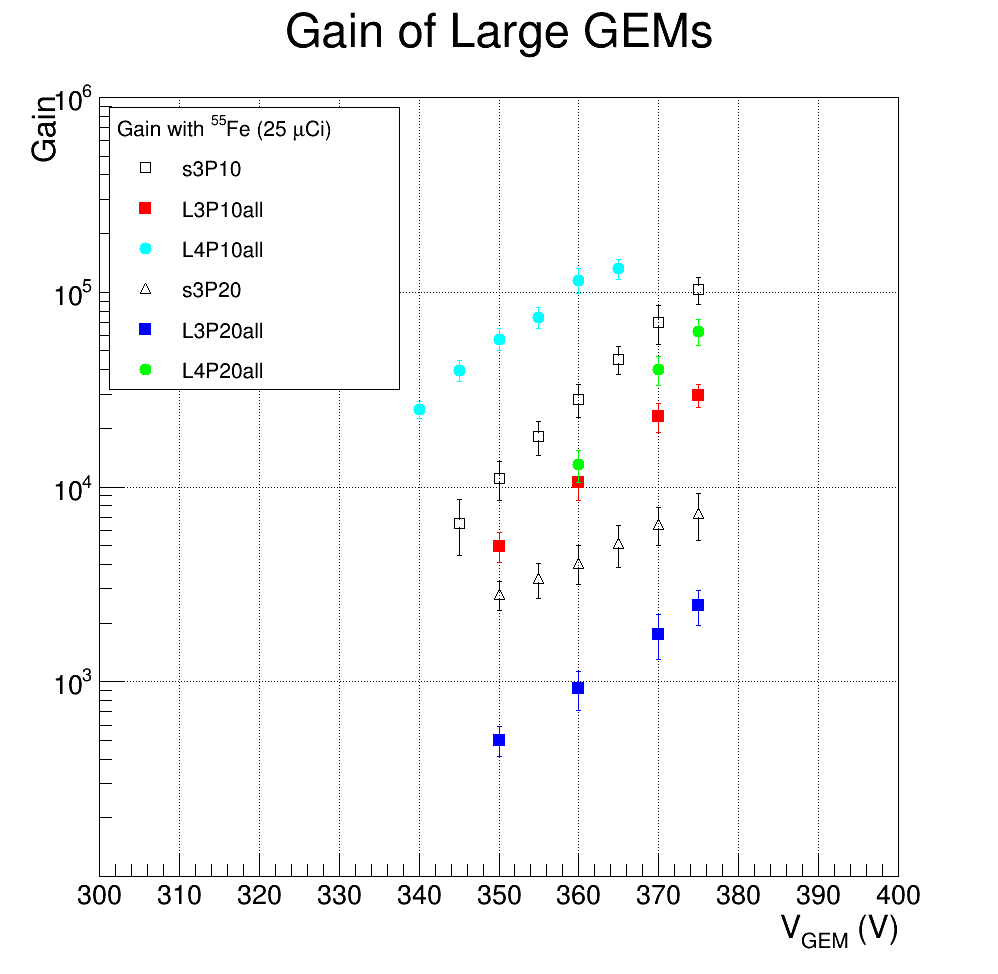 Gain of Large GEMs
Gain
10⁶
10⁵
10⁴
10³
Gain with ⁵⁵Fe (25 μCi)
s3P10
L3P10all
L4P10all
s3P20
L3P20all
L4P20all
300 310 320 330 340 350 360 370 380 390 400
V_GEM (V)